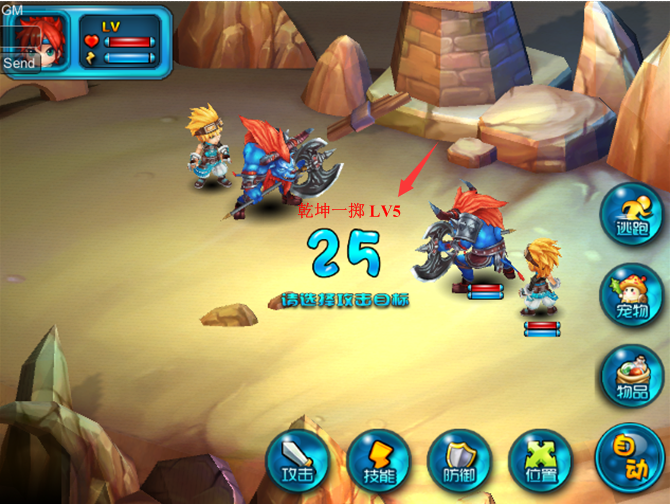 GM
LV
Send
乾坤一掷 LV5
25
请选择攻击目标
逃跑
宠物
物品
攻击
技能
防御
位置
自动